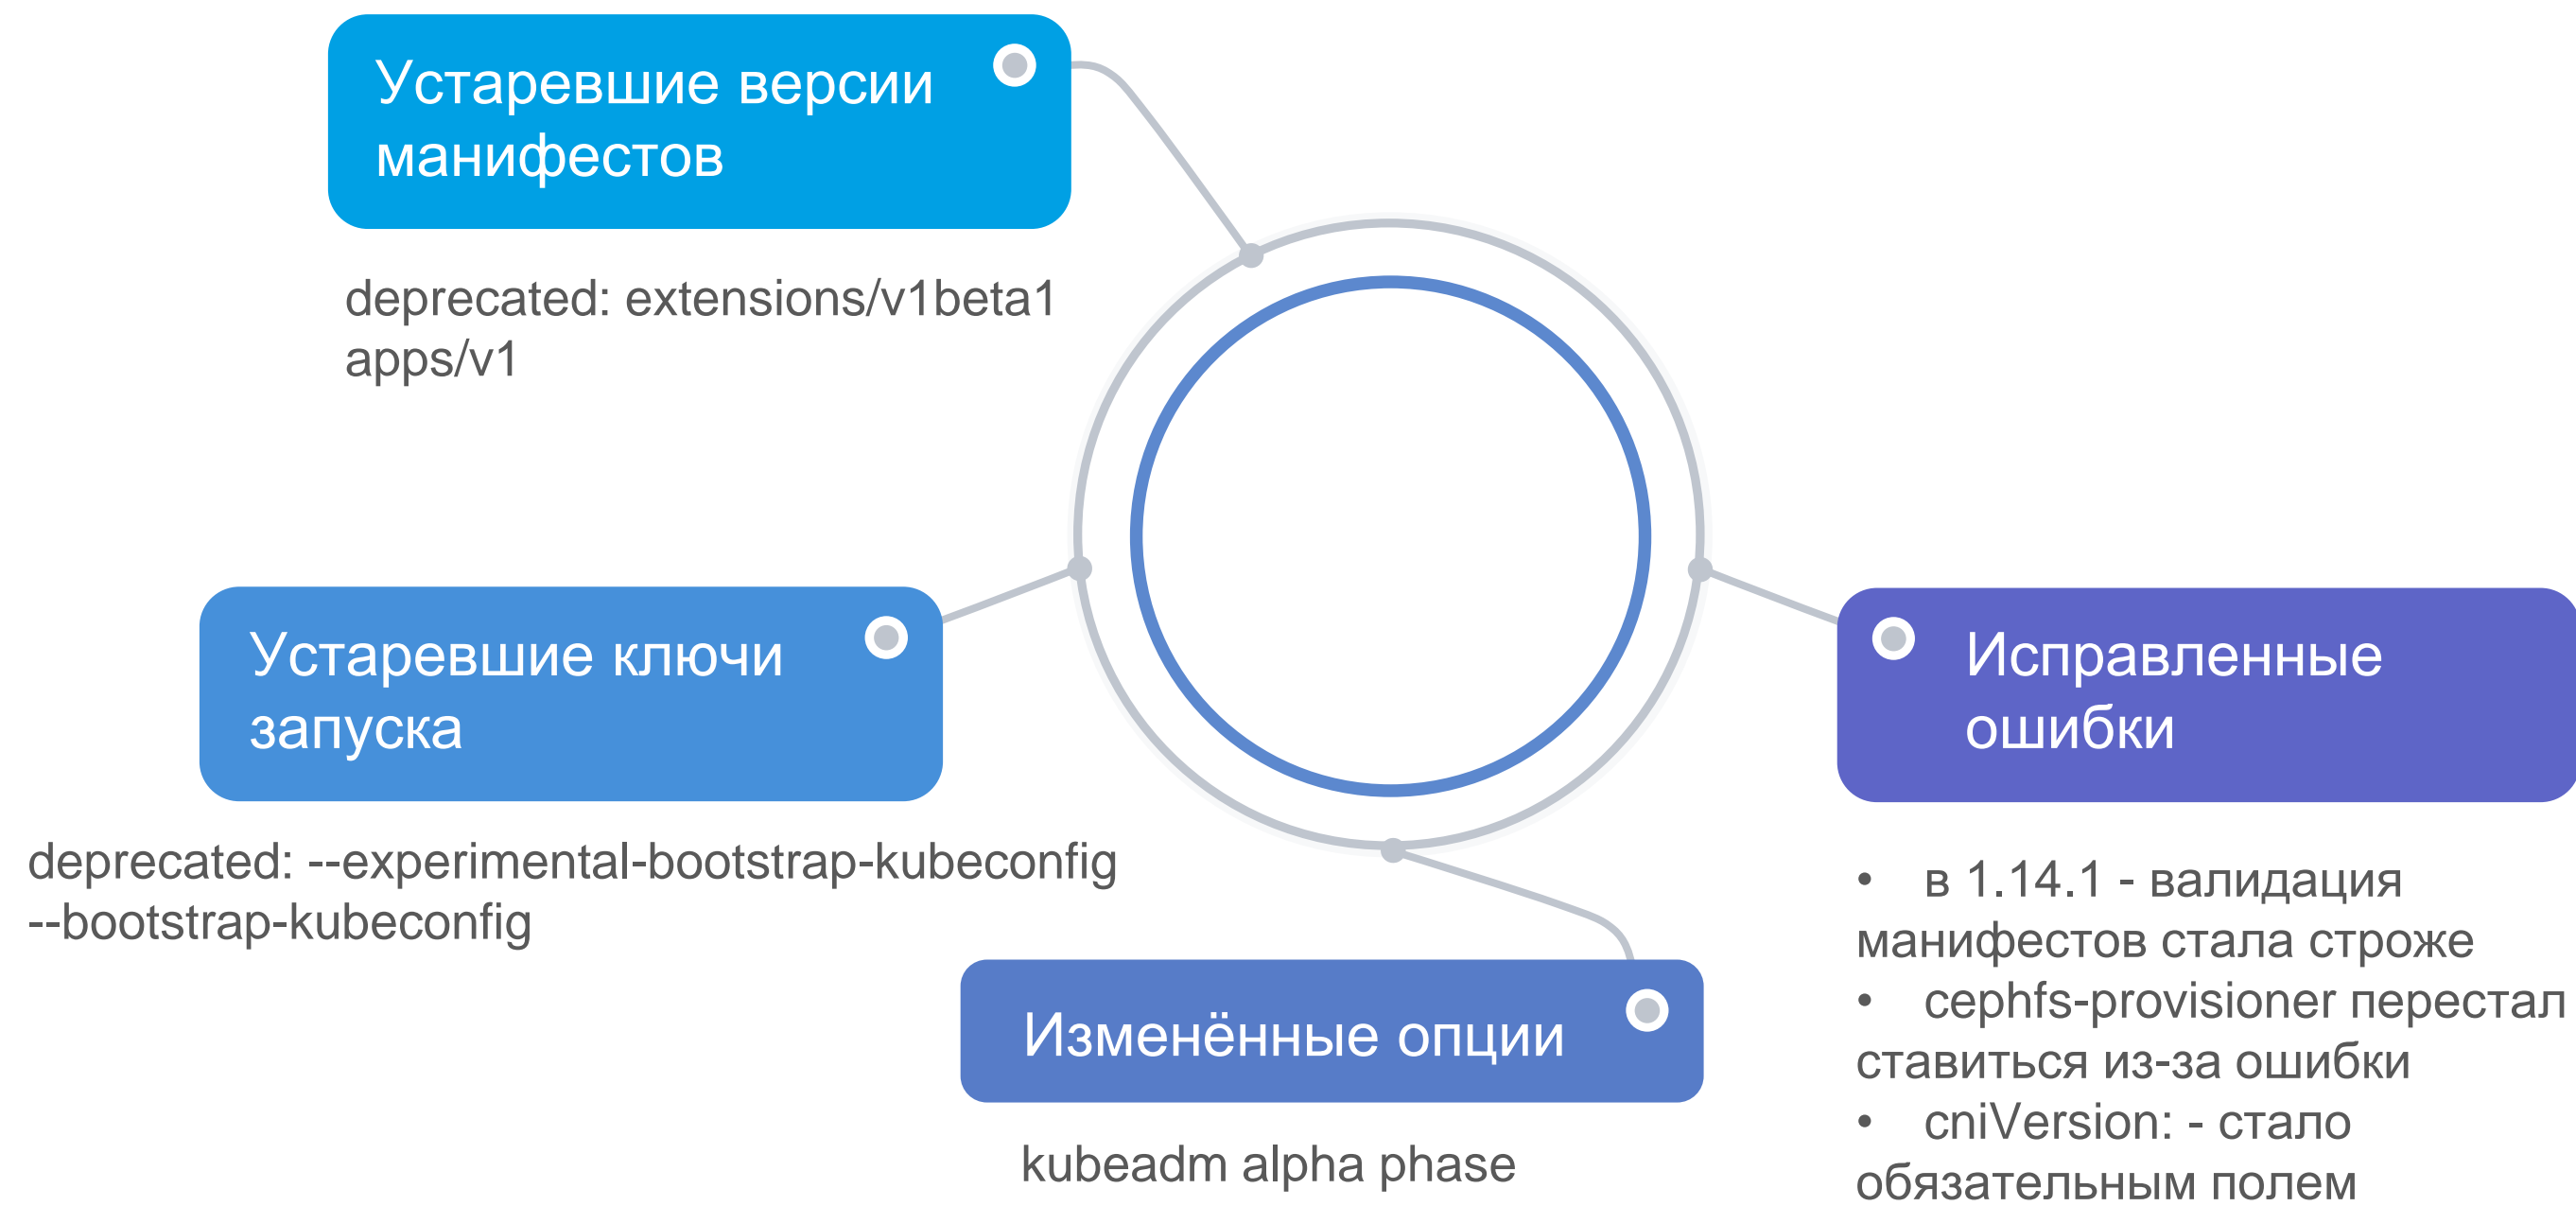 Устаревшие версии
манифестов
deprecated: extensions/v1beta1
apps/v1
Устаревшие ключи
запуска
deprecated: --experimental-bootstrap-kubeconfig
--bootstrap-kubeconfig
Изменённые опции
kubeadm alpha phase
Исправленные
ошибки
• в 1.14.1 - валидация
манифестов стала строже
• cephfs-provisioner перестал
ставиться из-за ошибки
• cniVersion: - стало
обязательным полем